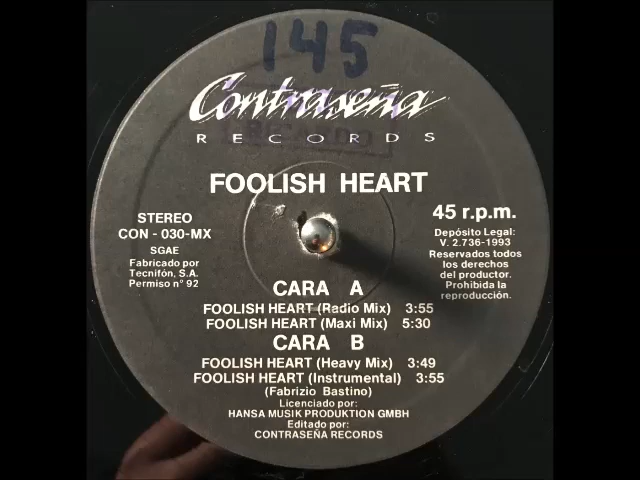 145
Contraseña
RECORDS
FOOLISH HEART
STEREO
CON - 030-MX
SGAE
Fabricado por
Tecnifón, S.A.
Permiso n° 92
45 r.p.m.
Depósito Legal:
V. 2.736-1993
Reservados todos
los derechos
del productor.
Prohibida la
reproducción.
CARA A
FOOLISH HEART (Radio Mix) 3:55
FOOLISH HEART (Maxi Mix) 5:30
CARA B
FOOLISH HEART (Heavy Mix) 3:49
FOOLISH HEART (Instrumental) 3:55
(Fabrizio Bastino)
Licenciado por:
HANSA MUSIK PRODUKTION GMBH
Editado por:
CONTRASEÑA RECORDS